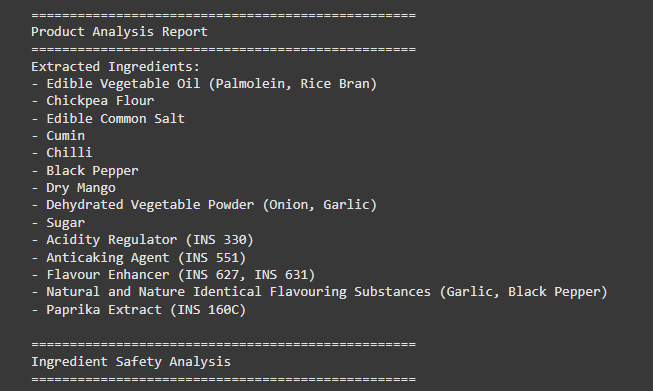 ==================================================
Product Analysis Report
==================================================
Extracted Ingredients:
- Edible Vegetable Oil (Palmolein, Rice Bran)
- Chickpea Flour
- Edible Common Salt
- Cumin
- Chilli
- Black Pepper
- Dry Mango
- Dehydrated Vegetable Powder (Onion, Garlic)
- Sugar
- Acidity Regulator (INS 330)
- Anticaking Agent (INS 551)
- Flavour Enhancer (INS 627, INS 631)
- Natural and Nature Identical Flavouring Substances (Garlic, Black Pepper)
- Paprika Extract (INS 160C)
==================================================
Ingredient Safety Analysis
==================================================